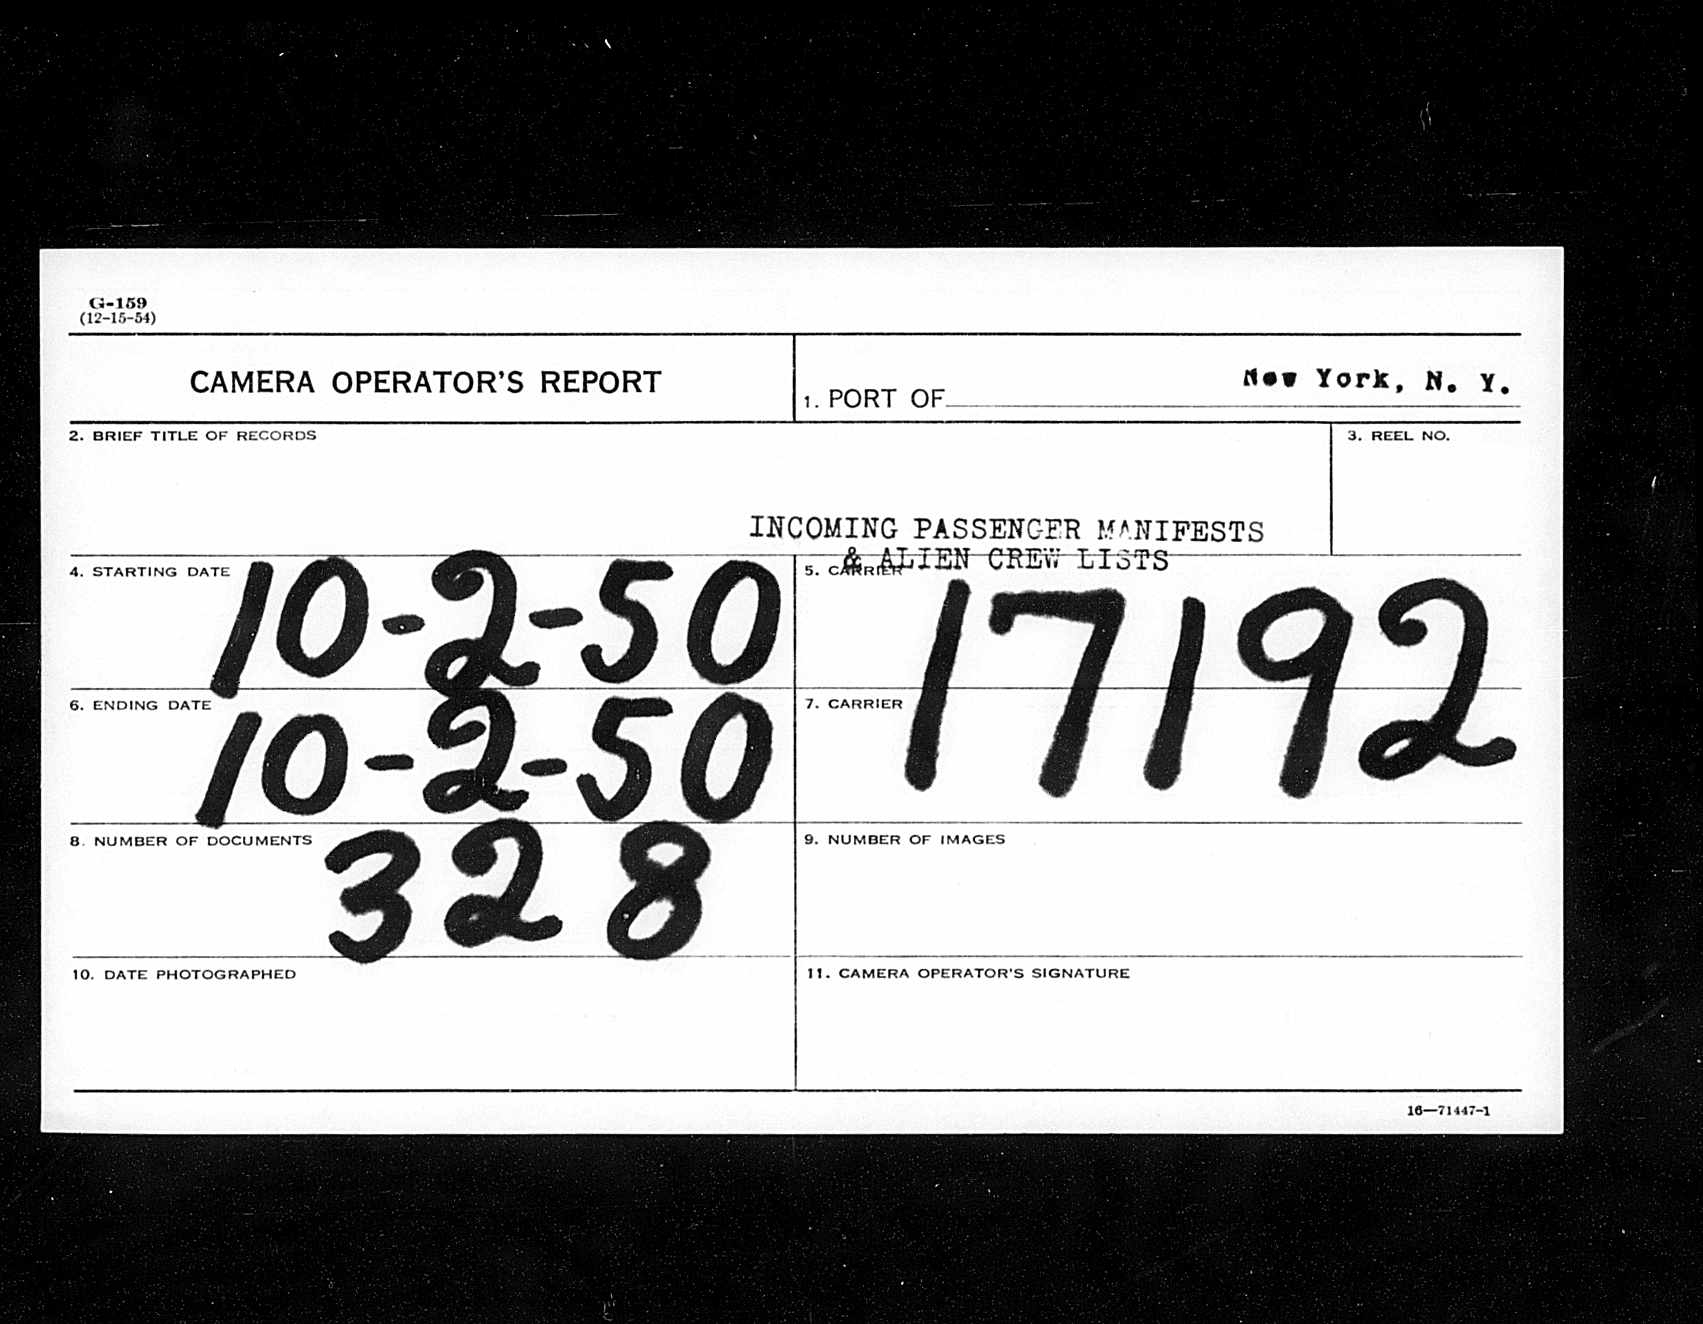 G-159
(12-15-54)
CAMERA OPERATOR'S REPORT
1. PORT OF New York, N. Y.
2. BRIEF TITLE OF RECORDS
3. REEL NO.
INCOMING PASSENGER MANIFESTS
& ALIEN CREW LISTS
4. STARTING DATE 10-2-50
5. CARRIER
17192
6. ENDING DATE 10-2-50
7. CARRIER
8. NUMBER OF DOCUMENTS 328
9. NUMBER OF IMAGES
10. DATE PHOTOGRAPHED
11. CAMERA OPERATOR'S SIGNATURE
16—71447-1